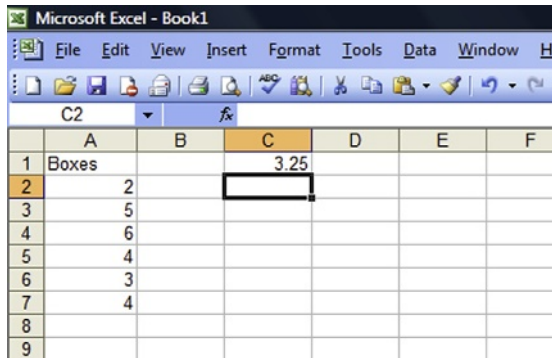 Microsoft Excel - Book1
File Edit View Insert Format Tools Data Window H
ABC
C2 fx
A B C D E F
1 Boxes 3.25
2 2
3 5
4 6
5 4
6 3
7 4
8
9